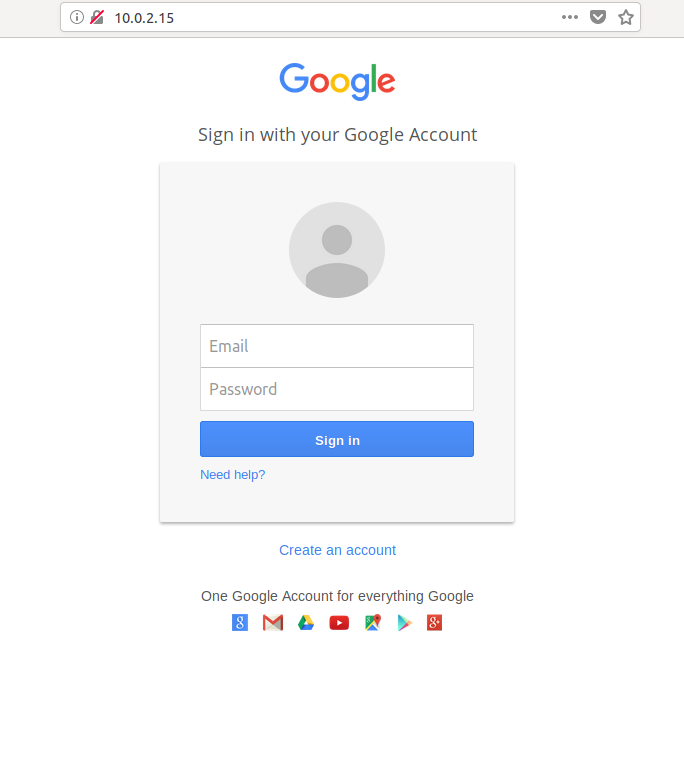 10.0.2.15
Google
Sign in with your Google Account
Email
Password
Sign in
Need help?
Create an account
One Google Account for everything Google